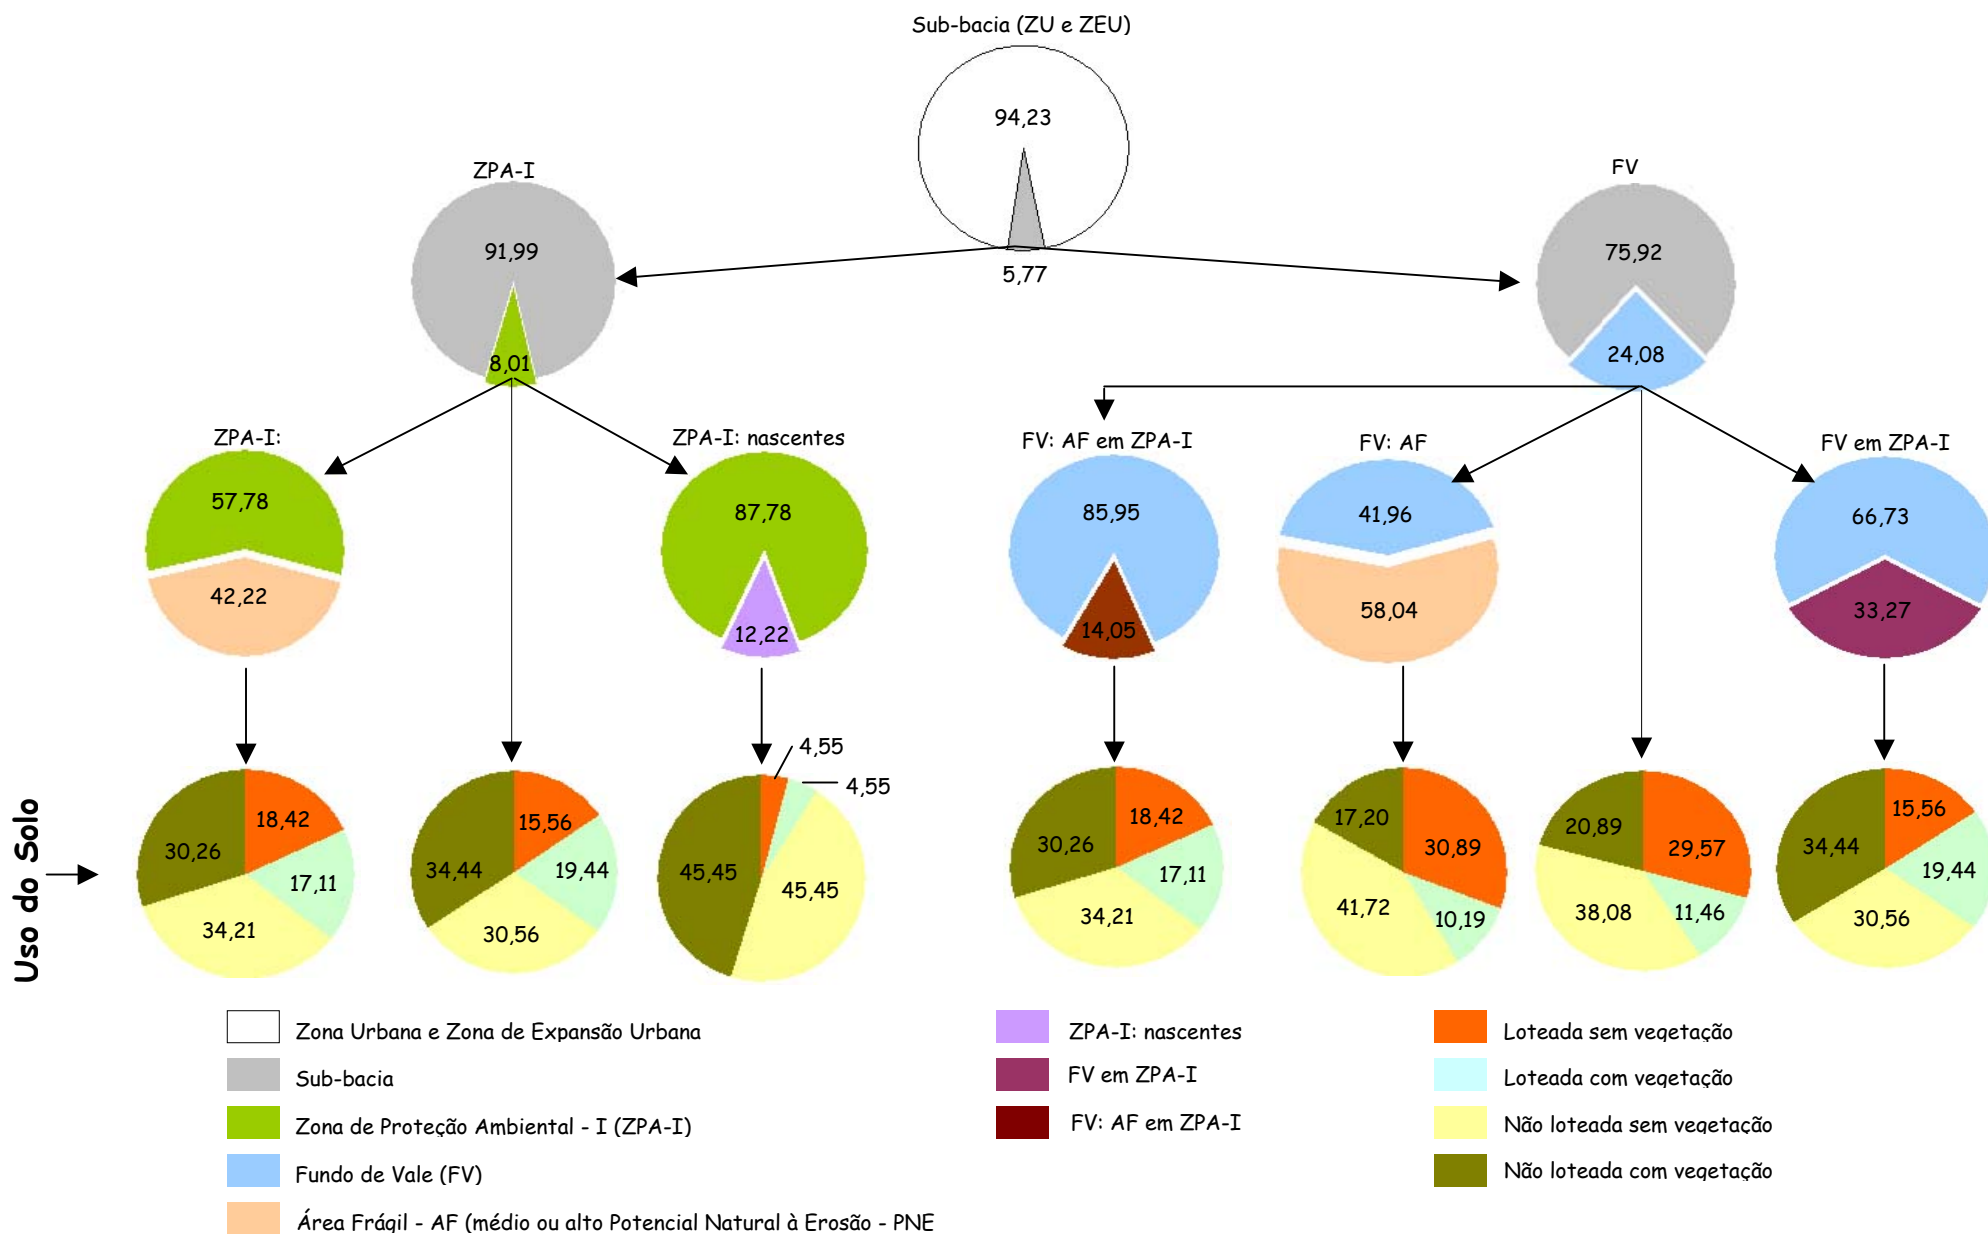 Sub-bacia (ZU e ZEU)
94,23
5,77
ZPA-I
91,99
8,01
FV
75,92
24,08
ZPA-I:
57,78
42,22
ZPA-I: nascentes
87,78
12,22
FV: AF em ZPA-I
85,95
14,05
FV: AF
41,96
58,04
FV em ZPA-I
66,73
33,27
Uso do Solo
18,42
17,11
34,21
30,26
15,56
19,44
30,56
34,44
4,55
4,55
45,45
45,45
18,42
17,11
34,21
30,26
30,89
10,19
41,72
17,20
29,57
11,46
38,08
20,89
15,56
19,44
30,56
34,44
Zona Urbana e Zona de Expansão Urbana
Sub-bacia
Zona de Proteção Ambiental - I (ZPA-I)
Fundo de Vale (FV)
Área Frágil - AF (médio ou alto Potencial Natural à Erosão - PNE
ZPA-I: nascentes
FV em ZPA-I
FV: AF em ZPA-I
Loteada sem vegetação
Loteada com vegetação
Não loteada sem vegetação
Não loteada com vegetação